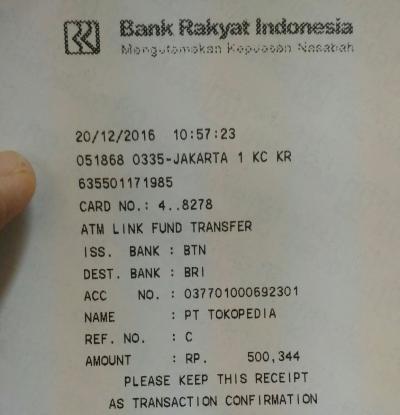 Bank Rakyat Indonesia
Mengutamakan Kepuasan Nasabah
20/12/2016 10:57:23
051868 0335-JAKARTA 1 KC KR
635501171985
CARD NO.: 4..8278
ATM LINK FUND TRANSFER
ISS. BANK : BTN
DEST. BANK : BRI
ACC NO. : 037701000692301
NAME : PT TOKOPEDIA
REF. NO. : C
AMOUNT : RP. 500,344
PLEASE KEEP THIS RECEIPT
AS TRANSACTION CONFIRMATION